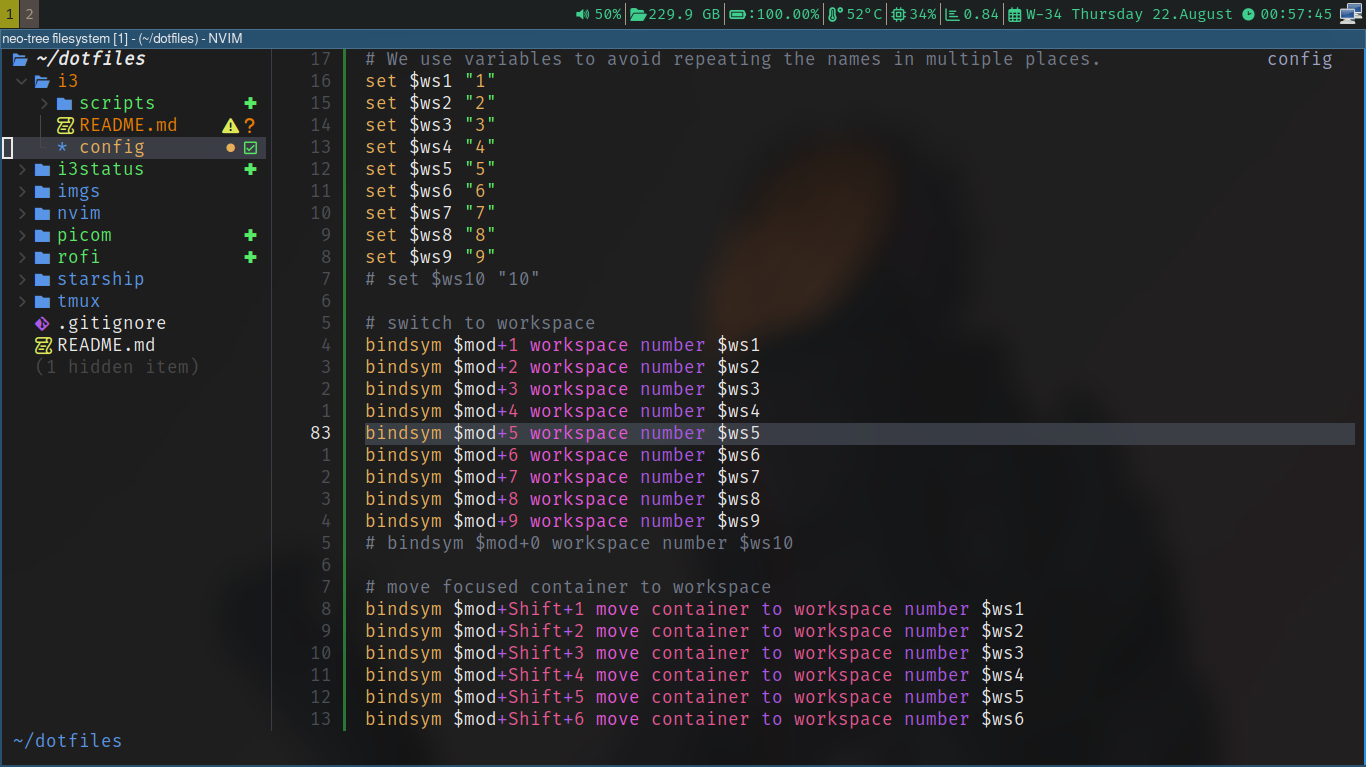 1 2 50% 229.9 GB :100.00% 52°C 34% 0.84 W-34 Thursday 22.August 00:57:45
neo-tree filesystem [1] - (~/dotfiles) - NVIM
~/dotfiles
i3
scripts
README.md
* config
i3status
imgs
nvim
picom
rofi
starship
tmux
.gitignore
README.md
(1 hidden item)
~/dotfiles
config
17 # We use variables to avoid repeating the names in multiple places.
16 set $ws1 "1"
15 set $ws2 "2"
14 set $ws3 "3"
13 set $ws4 "4"
12 set $ws5 "5"
11 set $ws6 "6"
10 set $ws7 "7"
9 set $ws8 "8"
8 set $ws9 "9"
7 # set $ws10 "10"
6
5 # switch to workspace
4 bindsym $mod+1 workspace number $ws1
3 bindsym $mod+2 workspace number $ws2
2 bindsym $mod+3 workspace number $ws3
1 bindsym $mod+4 workspace number $ws4
83 bindsym $mod+5 workspace number $ws5
1 bindsym $mod+6 workspace number $ws6
2 bindsym $mod+7 workspace number $ws7
3 bindsym $mod+8 workspace number $ws8
4 bindsym $mod+9 workspace number $ws9
5 # bindsym $mod+0 workspace number $ws10
6
7 # move focused container to workspace
8 bindsym $mod+Shift+1 move container to workspace number $ws1
9 bindsym $mod+Shift+2 move container to workspace number $ws2
10 bindsym $mod+Shift+3 move container to workspace number $ws3
11 bindsym $mod+Shift+4 move container to workspace number $ws4
12 bindsym $mod+Shift+5 move container to workspace number $ws5
13 bindsym $mod+Shift+6 move container to workspace number $ws6